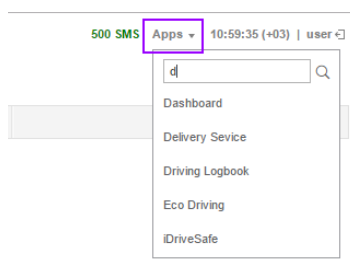 500 SMS Apps 10:59:35 (+03) | user
d
Dashboard
Delivery Sevice
Driving Logbook
Eco Driving
iDriveSafe